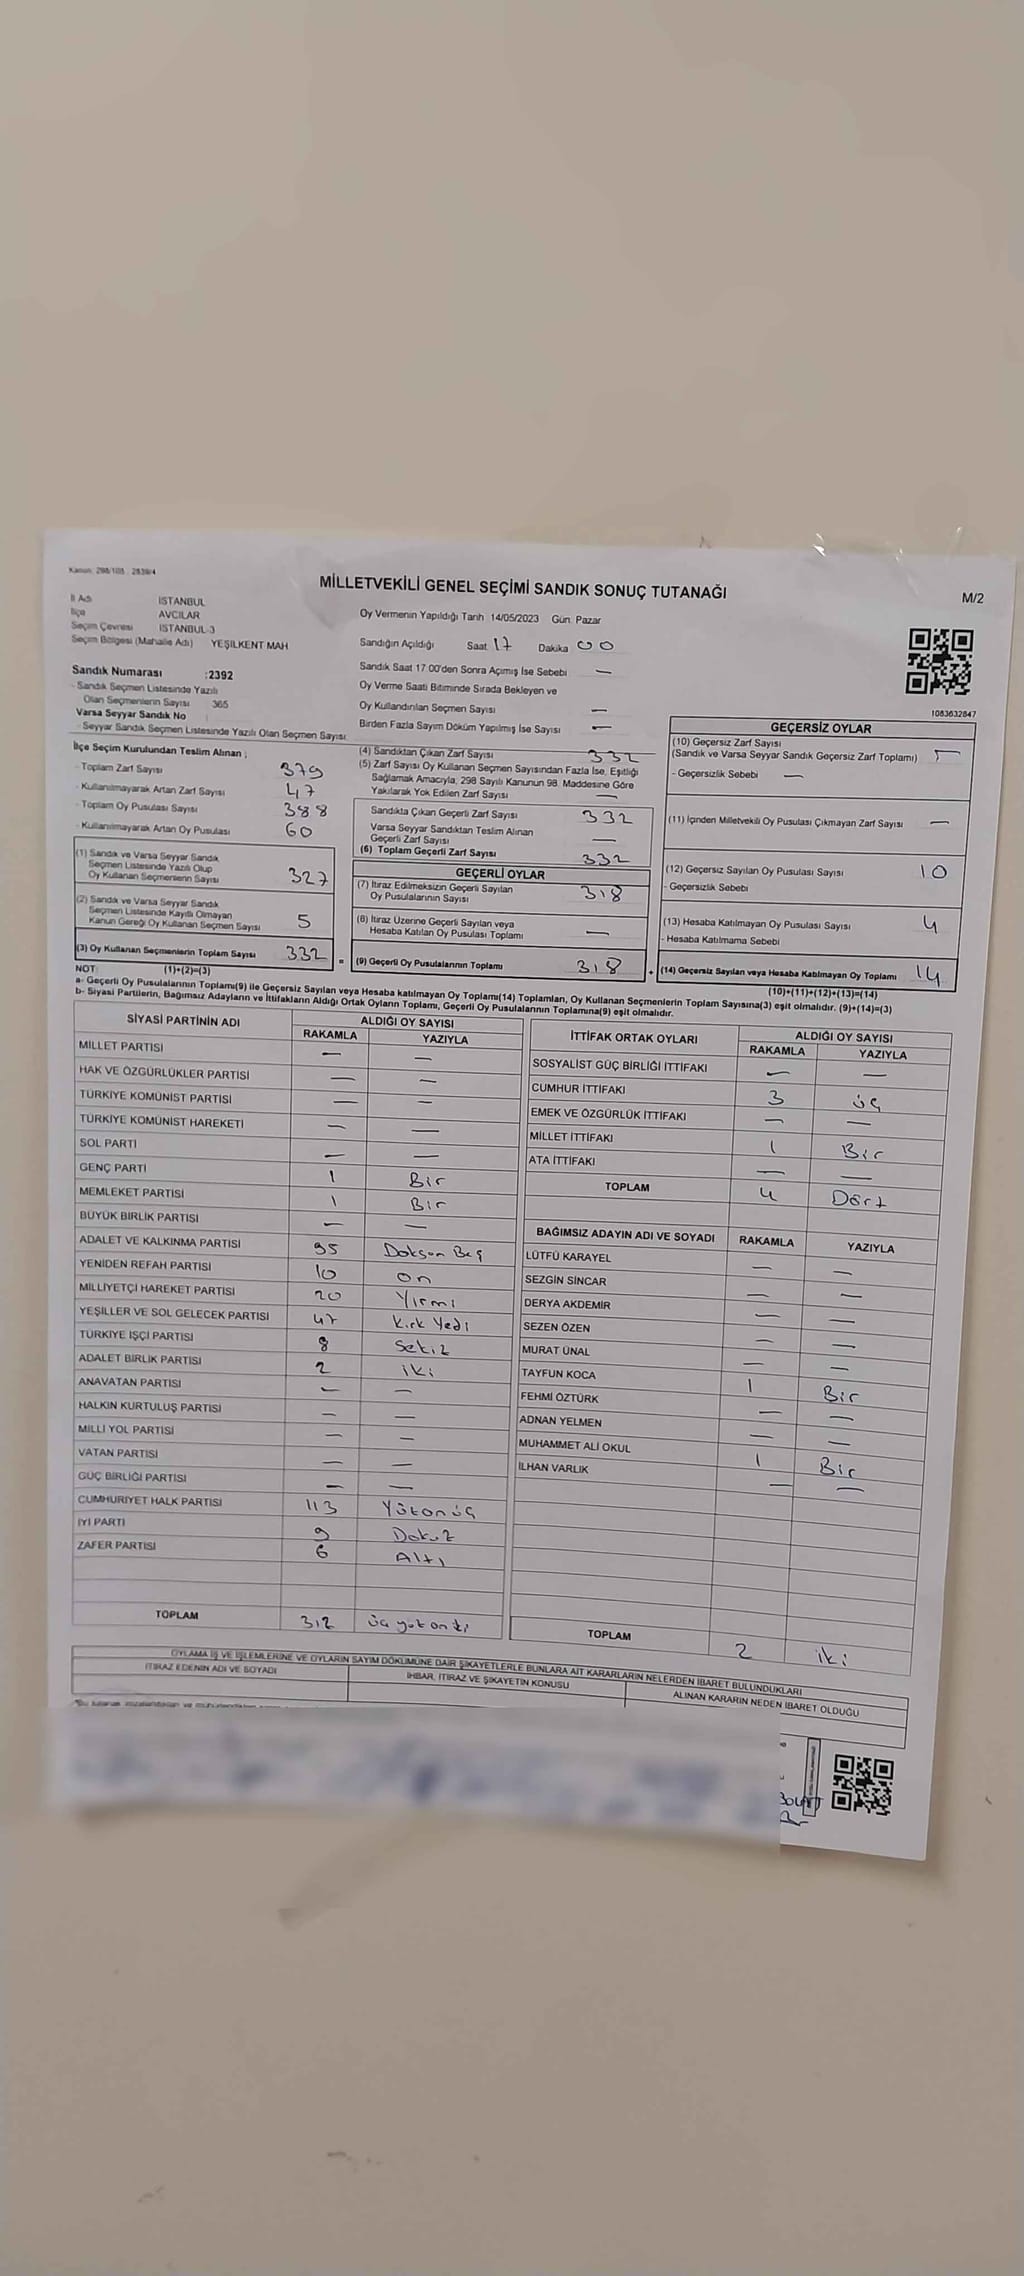 Kanun: 298/105 , 2839/4
MİLLETVEKİLİ GENEL SEÇİMİ SANDIK SONUÇ TUTANAĞI
M/2
İl Adı İSTANBUL
İlçe AVCILAR
Seçim Çevresi İSTANBUL-3
Seçim Bölgesi (Mahalle Adı) YEŞİLKENT MAH
Oy Vermenin Yapıldığı Tarih 14/05/2023 Gün: Pazar
Sandığın Açıldığı Saat 17 Dakika 00
Sandık Saat 17:00'den Sonra Açımış İse Sebebi —
Oy Verme Saati Bitiminde Sırada Bekleyen ve
Oy Kullandırılan Seçmen Sayısı —
Birden Fazla Sayım Döküm Yapılmış İse Sayısı —
1083632847
Sandık Numarası :2392
- Sandık Seçmen Listesinde Yazılı
Olan Seçmenlerin Sayısı 365
Varsa Seyyar Sandık No
- Seyyar Sandık Seçmen Listesinde Yazılı Olan Seçmen Sayısı:
İlçe Seçim Kurulundan Teslim Alınan ;
- Toplam Zarf Sayısı 379
- Kullanılmayarak Artan Zarf Sayısı 47
- Toplam Oy Pusulası Sayısı 388
- Kullanılmayarak Artan Oy Pusulası 60
(1) Sandık ve Varsa Seyyar Sandık
Seçmen Listesinde Yazılı Olup
Oy Kullanan Seçmenlerin Sayısı 327
(2) Sandık ve Varsa Seyyar Sandık
Seçmen Listesinde Kayıtlı Olmayan
Kanun Gereği Oy Kullanan Seçmen Sayısı 5
(3) Oy Kullanan Seçmenlerin Toplam Sayısı 332
(1)+(2)=(3)
(4) Sandıktan Çıkan Zarf Sayısı 332
(5) Zarf Sayısı Oy Kullanan Seçmen Sayısından Fazla İse, Eşitliği
Sağlamak Amacıyla; 298 Sayılı Kanunun 98. Maddesine Göre
Yakılarak Yok Edilen Zarf Sayısı —
Sandıkta Çıkan Geçerli Zarf Sayısı 332
Varsa Seyyar Sandıktan Teslim Alınan
Geçerli Zarf Sayısı —
(6) Toplam Geçerli Zarf Sayısı 332
GEÇERLİ OYLAR
(7) İtiraz Edilmeksizin Geçerli Sayılan
Oy Pusulalarının Sayısı 318
(8) İtiraz Üzerine Geçerli Sayılan veya
Hesaba Katılan Oy Pusulası Toplamı —
= (9) Geçerli Oy Pusulalarının Toplamı 318
GEÇERSİZ OYLAR
(10) Geçersiz Zarf Sayısı
(Sandık ve Varsa Seyyar Sandık Geçersiz Zarf Toplamı)
- Geçersizlik Sebebi —
(11) İçinden Milletvekili Oy Pusulası Çıkmayan Zarf Sayısı —
(12) Geçersiz Sayılan Oy Pusulası Sayısı 10
- Geçersizlik Sebebi
(13) Hesaba Katılmayan Oy Pusulası Sayısı 4
- Hesaba Katılmama Sebebi
+ (14) Geçersiz Sayılan veya Hesaba Katılmayan Oy Toplamı 14
(10)+(11)+(12)+(13)=(14)
NOT:
a- Geçerli Oy Pusulalarının Toplamı(9) ile Geçersiz Sayılan veya Hesaba katılmayan Oy Toplamı(14) Toplamları, Oy Kullanan Seçmenlerin Toplam Sayısına(3) eşit olmalıdır. (9)+(14)=(3)
b- Siyasi Partilerin, Bağımsız Adayların ve İttifakların Aldığı Ortak Oyların Toplamı, Geçerli Oy Pusulalarının Toplamına(9) eşit olmalıdır.
SİYASİ PARTİNİN ADI ALDIĞI OY SAYISI
RAKAMLA YAZIYLA
MİLLET PARTİSİ — —
HAK VE ÖZGÜRLÜKLER PARTİSİ — —
TÜRKİYE KOMÜNİST PARTİSİ — —
TÜRKİYE KOMÜNİST HAREKETİ — —
SOL PARTİ — —
GENÇ PARTİ 1 Bir
MEMLEKET PARTİSİ 1 Bir
BÜYÜK BİRLİK PARTİSİ — —
ADALET VE KALKINMA PARTİSİ 95 Doksan Beş
YENİDEN REFAH PARTİSİ 10 on
MİLLİYETÇİ HAREKET PARTİSİ 20 Yirmi
YEŞİLLER VE SOL GELECEK PARTİSİ 47 Kırk Yedi
TÜRKİYE İŞÇİ PARTİSİ 8 Sekiz
ADALET BİRLİK PARTİSİ 2 iki
ANAVATAN PARTİSİ — —
HALKIN KURTULUŞ PARTİSİ — —
MİLLİ YOL PARTİSİ — —
VATAN PARTİSİ — —
GÜÇ BİRLİĞİ PARTİSİ — —
CUMHURİYET HALK PARTİSİ 113 Yüzonüç
İYİ PARTİ 9 Dokuz
ZAFER PARTİSİ 6 Altı
TOPLAM 312 üçyüz oniki
İTTİFAK ORTAK OYLARI ALDIĞI OY SAYISI
RAKAMLA YAZIYLA
SOSYALİST GÜÇ BİRLİĞİ İTTİFAKI — —
CUMHUR İTTİFAKI 3 üç
EMEK VE ÖZGÜRLÜK İTTİFAKI — —
MİLLET İTTİFAKI 1 Bir
ATA İTTİFAKI — —
TOPLAM 4 Dört
BAĞIMSIZ ADAYIN ADI VE SOYADI RAKAMLA YAZIYLA
LÜTFÜ KARAYEL — —
SEZGİN SİNCAR — —
DERYA AKDEMİR — —
SEZEN ÖZEN — —
MURAT ÜNAL — —
TAYFUN KOCA 1 Bir
FEHMİ ÖZTÜRK — —
ADNAN YELMEN — —
MUHAMMET ALİ OKUL 1 Bir
İLHAN VARLIK — —
TOPLAM 2 iki
OYLAMA İŞ VE İŞLEMLERİNE VE OYLARIN SAYIM DÖKÜMÜNE DAİR ŞİKAYETLERLE BUNLARA AİT KARARLARIN NELERDEN İBARET BULUNDUKLARI
İTİRAZ EDENİN ADI VE SOYADI
İHBAR, İTİRAZ VE ŞİKAYETİN KONUSU
ALINAN KARARIN NEDEN İBARET OLDUĞU